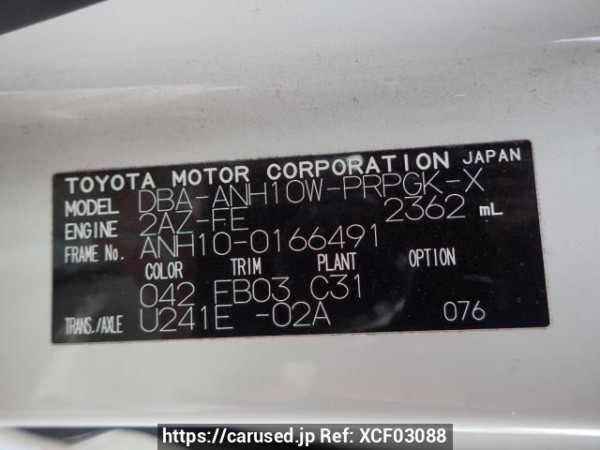 TOYOTA MOTOR CORPORATION JAPAN
MODEL DBA-ANH10W-PRPGK-X
ENGINE 2AZ-FE 2362 mL
FRAME No. ANH10-0166491
COLOR TRIM PLANT OPTION
042 FB03 C31
TRANS./AXLE U241E -02A 076
https://carused.jp Ref: XCF03088